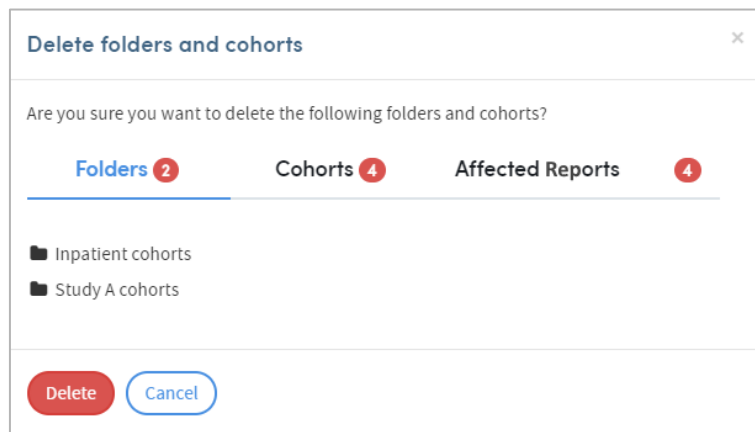 Delete folders and cohorts ×
Are you sure you want to delete the following folders and cohorts?
Folders 2 Cohorts 4 Affected Reports 4
Inpatient cohorts
Study A cohorts
Delete Cancel